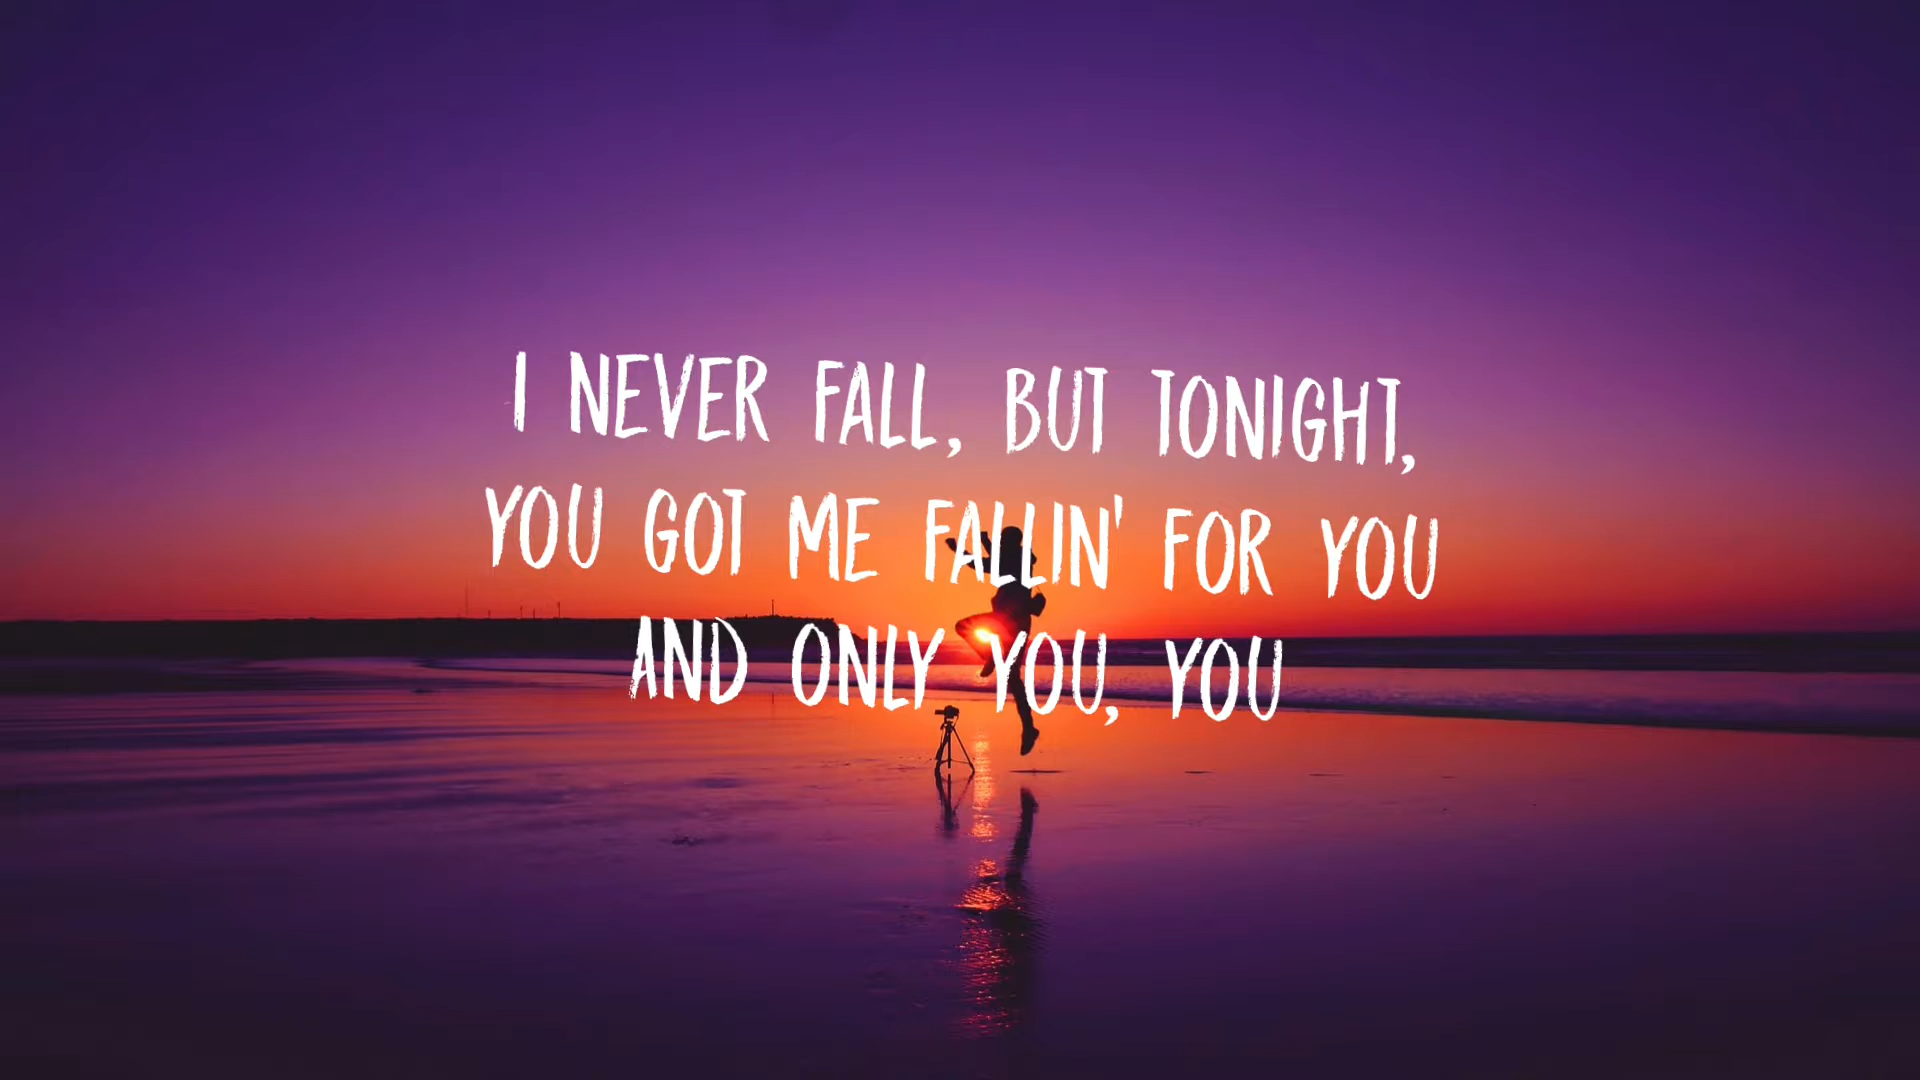 I NEVER FALL, BUT TONIGHT,
YOU GOT ME FALLIN' FOR YOU
AND ONLY YOU, YOU